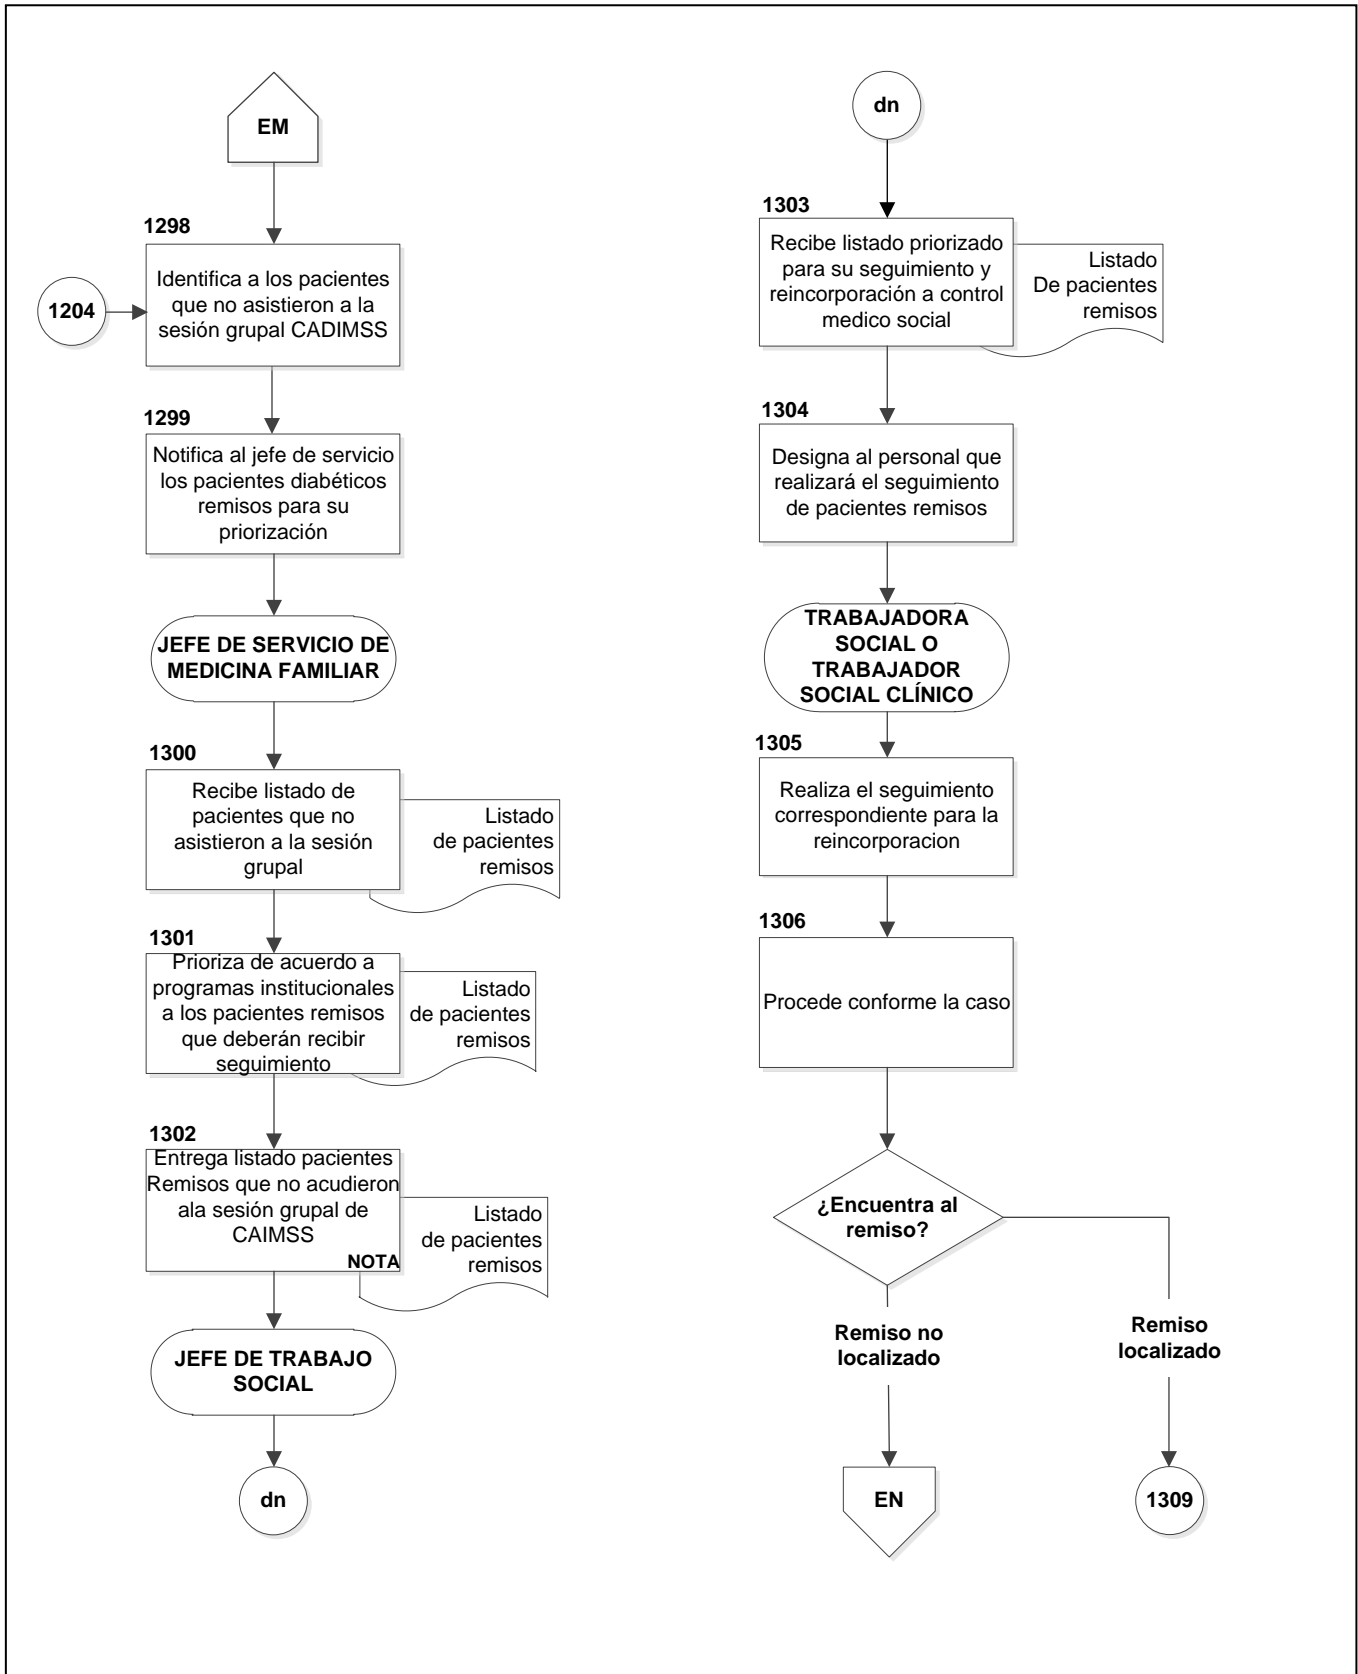 EM
1298
Identifica a los pacientes
que no asistieron a la
sesión grupal CADIMSS
1204
1299
Notifica al jefe de servicio
los pacientes diabéticos
remisos para su
priorización
JEFE DE SERVICIO DE
MEDICINA FAMILIAR
1300
Recibe listado de
pacientes que no
asistieron a la sesión
grupal
Listado
de pacientes
remisos
1301
Prioriza de acuerdo a
programas institucionales
a los pacientes remisos
que deberán recibir
seguimiento
Listado
de pacientes
remisos
1302
Entrega listado pacientes
Remisos que no acudieron
ala sesión grupal de
CAIMSS
NOTA
Listado
de pacientes
remisos
JEFE DE TRABAJO
SOCIAL
dn
dn
1303
Recibe listado priorizado
para su seguimiento y
reincorporación a control
medico social
Listado
De pacientes
remisos
1304
Designa al personal que
realizará el seguimiento
de pacientes remisos
TRABAJADORA
SOCIAL O
TRABAJADOR
SOCIAL CLÍNICO
1305
Realiza el seguimiento
correspondiente para la
reincorporacion
1306
Procede conforme la caso
¿Encuentra al
remiso?
Remiso no
localizado
Remiso
localizado
EN
1309